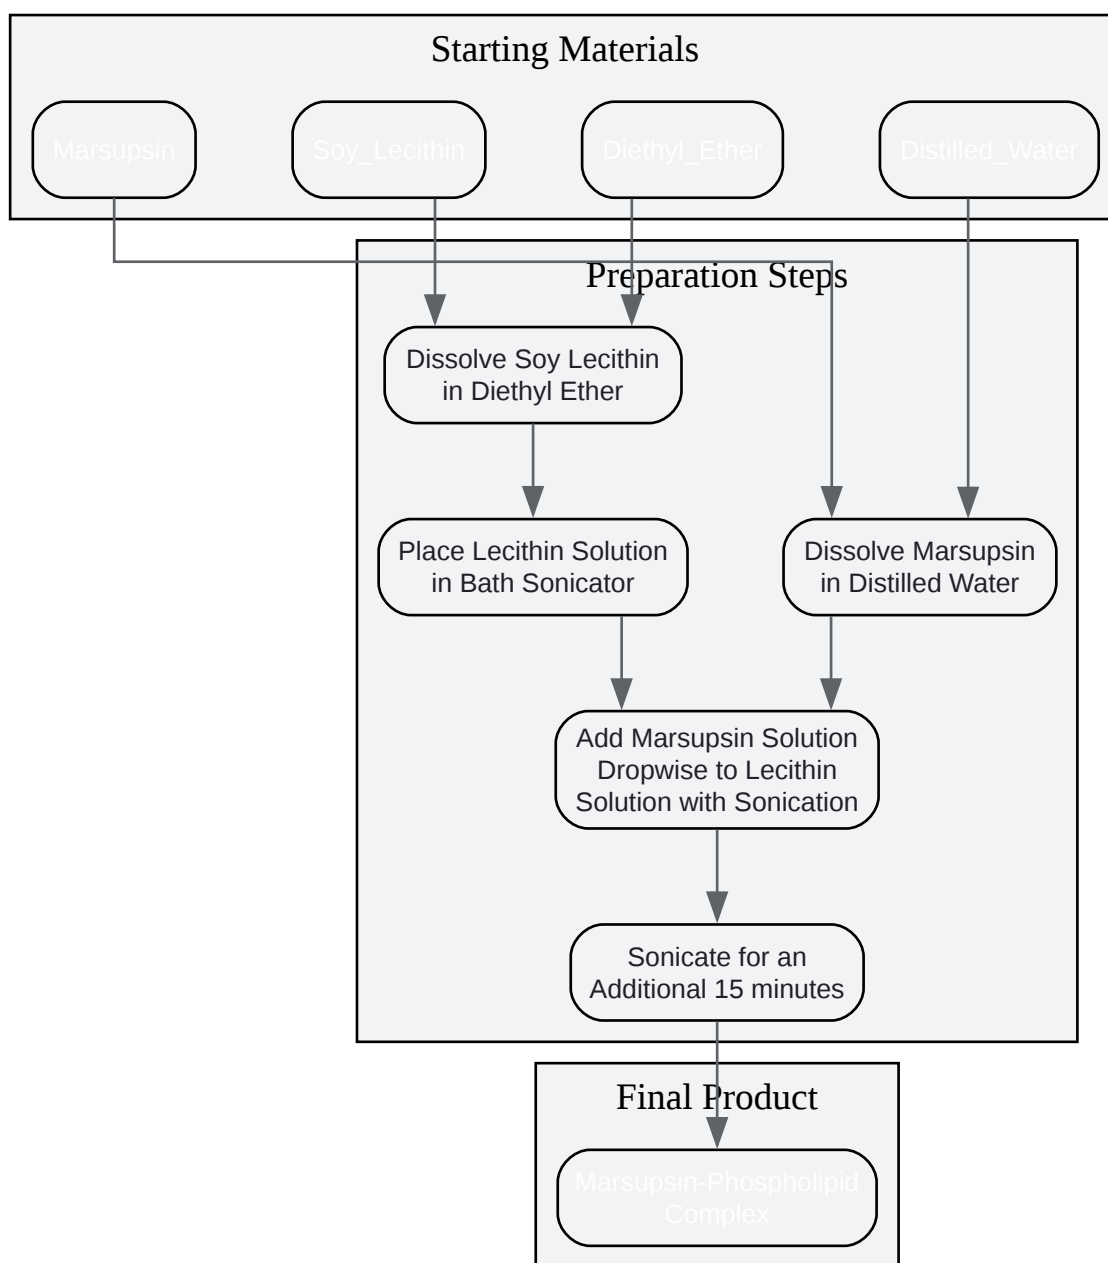 Starting Materials
Marsupsin
Soy_Lecithin
Diethyl_Ether
Distilled_Water
Preparation Steps
Dissolve Soy Lecithin
in Diethyl Ether
Place Lecithin Solution
in Bath Sonicator
Dissolve Marsupsin
in Distilled Water
Add Marsupsin Solution
Dropwise to Lecithin
Solution with Sonication
Sonicate for an
Additional 15 minutes
Final Product
Marsupsin-Phospholipid
Complex